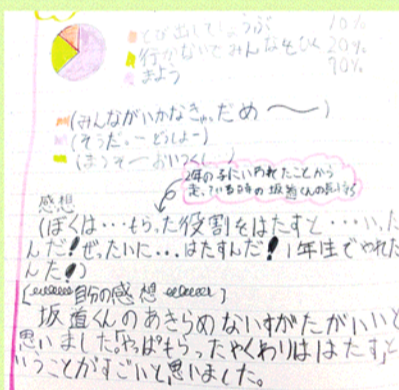 とび出してしょうぶ 10%
行かないでみんなをひく 20%
まよう 70%
(みんながいかなきゃ。だめ〜)
(そうだ。ーどうしよー)
(まっそーおいつくし)
2年の子にいわれたことから
走っている時の坂道くんの
感想
(ぼくは…もらった役割をはたすと…いった
んだ!ぜったいに…はたすんだ!1年生でやれた
んだ!)
自分の感想
坂道くんのあきらめないすがたがいいと
思いました。「やっぱもらったやくわりははたす」と
いうことがすごいと思いました。